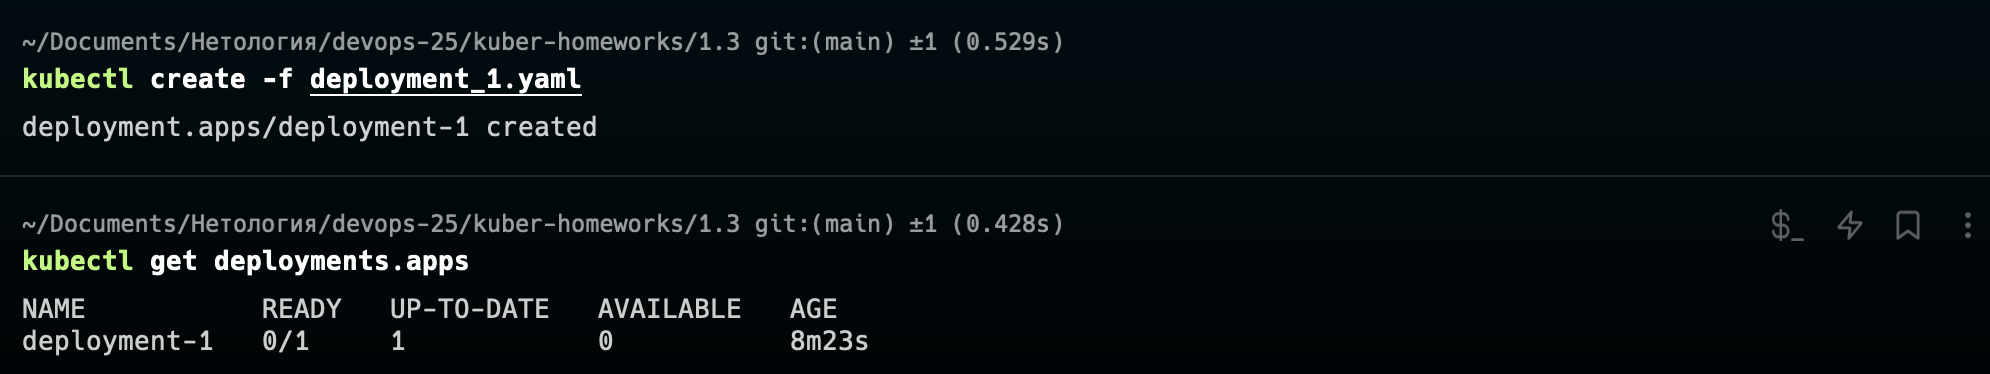 ~/Documents/Нетология/devops-25/kuber-homeworks/1.3 git:(main) ±1 (0.529s)
kubectl create -f deployment_1.yaml
deployment.apps/deployment-1 created
~/Documents/Нетология/devops-25/kuber-homeworks/1.3 git:(main) ±1 (0.428s)
$_
kubectl get deployments.apps
NAME READY UP-TO-DATE AVAILABLE AGE
deployment-1 0/1 1 0 8m23s